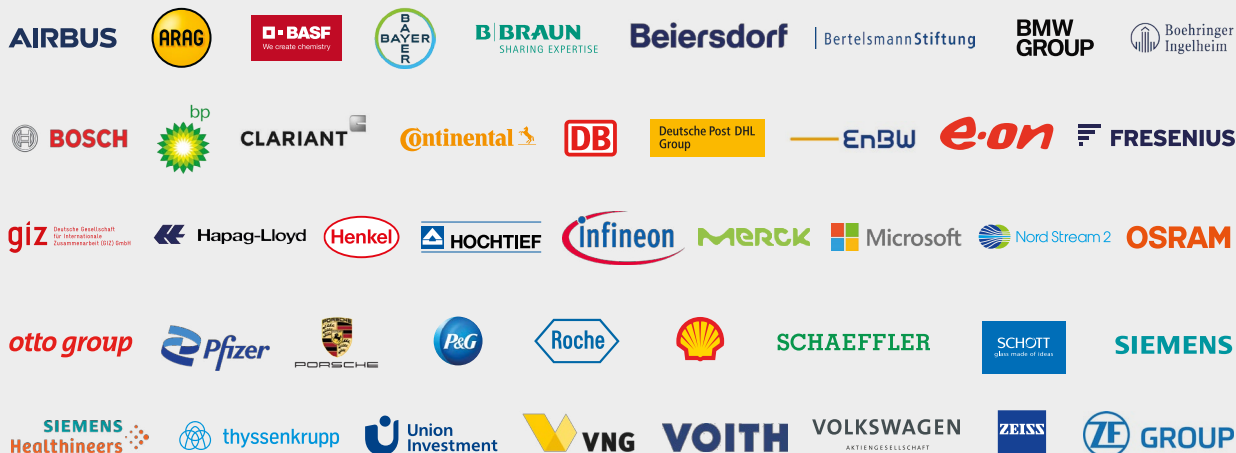 AIRBUS
ARAG
BASF
We create chemistry
BAYER
BAYER
B|BRAUN
SHARING EXPERTISE
Beiersdorf
BertelsmannStiftung
BMW
GROUP
Boehringer
Ingelheim
BOSCH
bp
CLARIANT
Continental
DB
Deutsche Post DHL
Group
EnBW
e·on
FRESENIUS
giz
Deutsche Gesellschaft
für Internationale
Zusammenarbeit (GIZ) GmbH
Hapag-Lloyd
Henkel
HOCHTIEF
infineon
MERCK
Microsoft
Nord Stream 2
OSRAM
otto group
Pfizer
PORSCHE
PORSCHE
P&G
Roche
SCHAEFFLER
SCHOTT
glass made of ideas
SIEMENS
SIEMENS
Healthineers
thyssenkrupp
Union
Investment
VNG
VOITH
VOLKSWAGEN
AKTIENGESELLSCHAFT
ZEISS
ZF GROUP